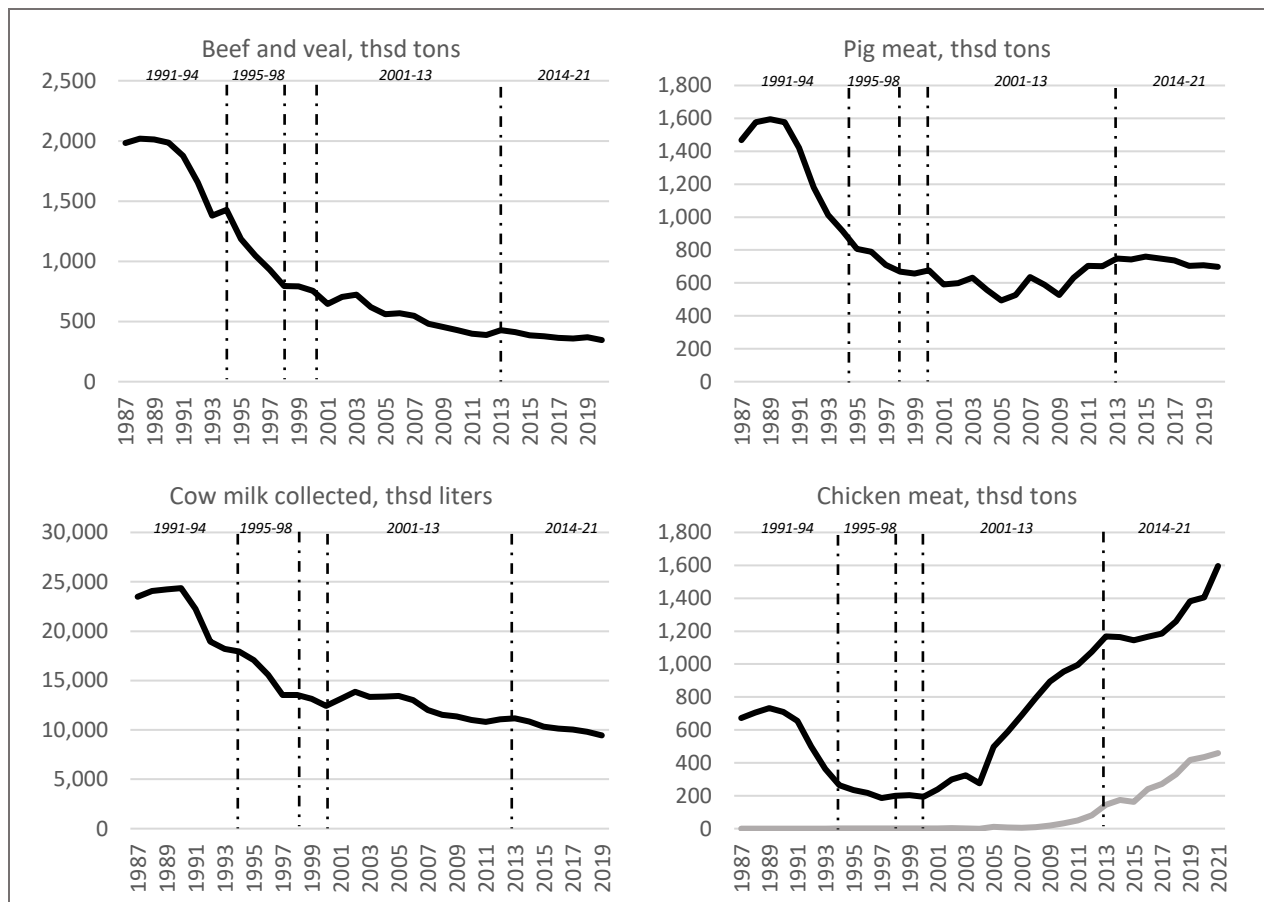 Beef and veal, thsd tons
1991-94 1995-98 2001-13 2014-21
2,500
2,000
1,500
1,000
500
0
1987 1989 1991 1993 1995 1997 1999 2001 2003 2005 2007 2009 2011 2013 2015 2017 2019
Pig meat, thsd tons
1991-94 1995-98 2001-13 2014-21
1,800
1,600
1,400
1,200
1,000
800
600
400
200
0
1987 1989 1991 1993 1995 1997 1999 2001 2003 2005 2007 2009 2011 2013 2015 2017 2019
Cow milk collected, thsd liters
1991-94 1995-98 2001-13 2014-21
30,000
25,000
20,000
15,000
10,000
5,000
0
1987 1989 1991 1993 1995 1997 1999 2001 2003 2005 2007 2009 2011 2013 2015 2017 2019
Chicken meat, thsd tons
1991-94 1995-98 2001-13 2014-21
1,800
1,600
1,400
1,200
1,000
800
600
400
200
0
1987 1989 1991 1993 1995 1997 1999 2001 2003 2005 2007 2009 2011 2013 2015 2017 2019 2021